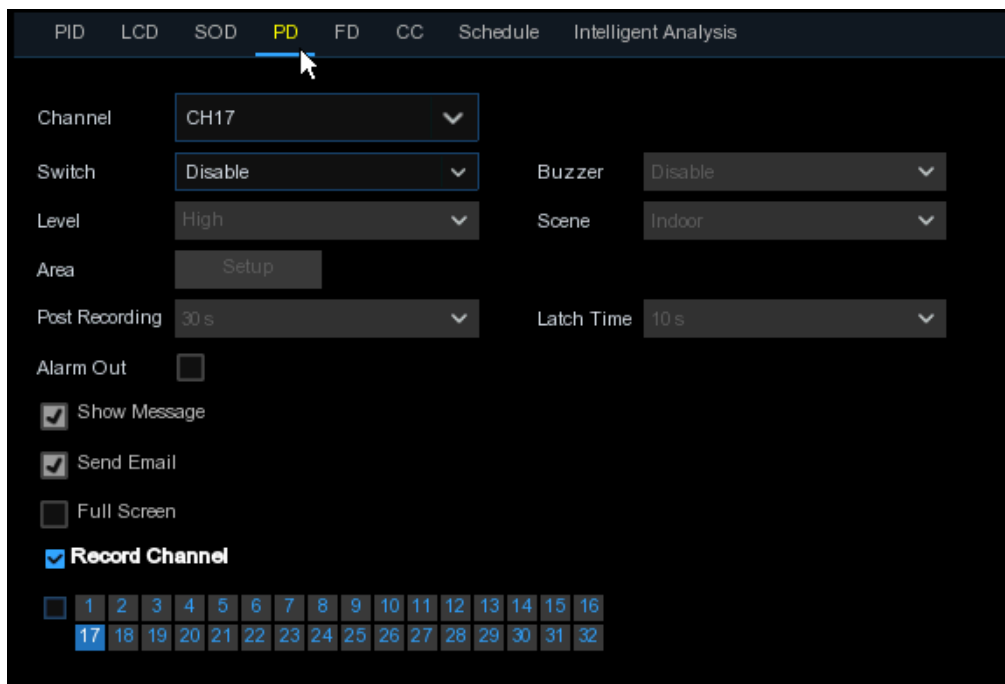 PID LCD SOD PD FD CC Schedule Intelligent Analysis
Channel CH17
Switch Disable Buzzer Disable
Level High Scene Indoor
Area Setup
Post Recording 30 s Latch Time 10 s
Alarm Out
Show Message
Send Email
Full Screen
Record Channel
1 2 3 4 5 6 7 8 9 10 11 12 13 14 15 16
17 18 19 20 21 22 23 24 25 26 27 28 29 30 31 32